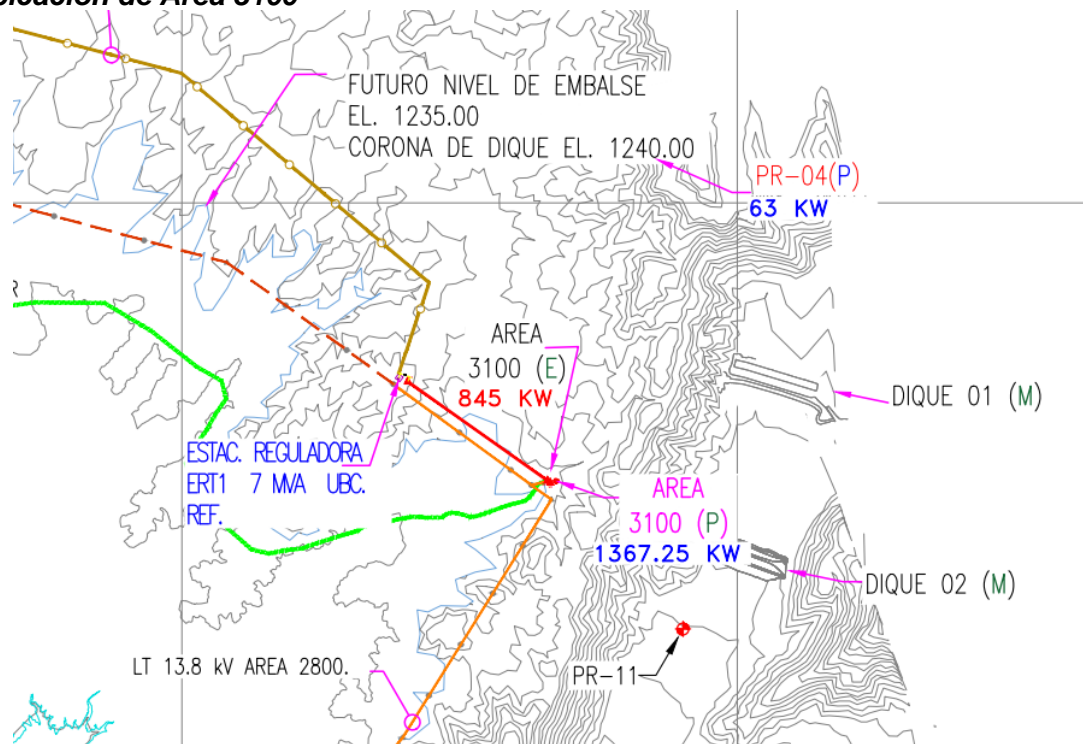 Area 3100
FUTURO NIVEL DE EMBALSE
EL. 1235.00
CORONA DE DIQUE EL. 1240.00
PR-04(P)
63 KW
R
AREA
3100 (E)
845 KW
DIQUE 01 (M)
ESTAC. REGULADORA
ERT1 7 MVA UBC.
REF.
AREA
3100 (P)
1367.25 KW
DIQUE 02 (M)
LT 13.8 kV AREA 2800.
PR-11